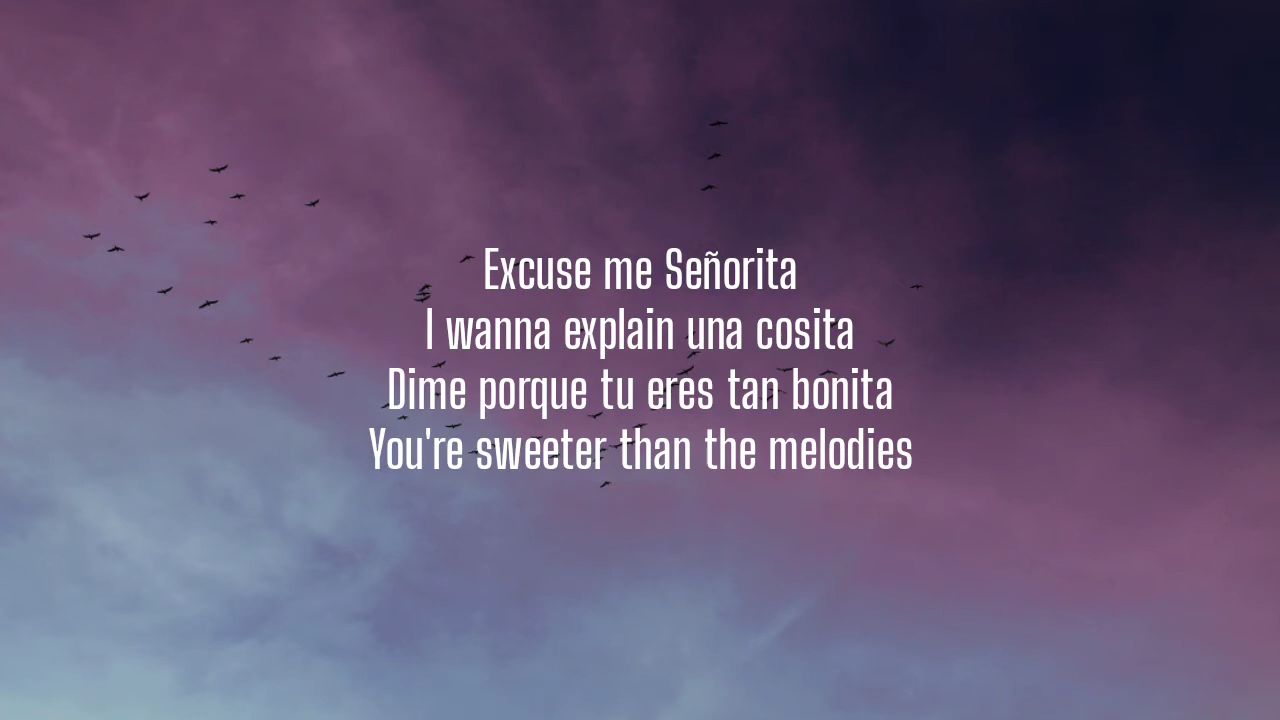 Excuse me Señorita
I wanna explain una cosita
Dime porque tu eres tan bonita
You're sweeter than the melodies